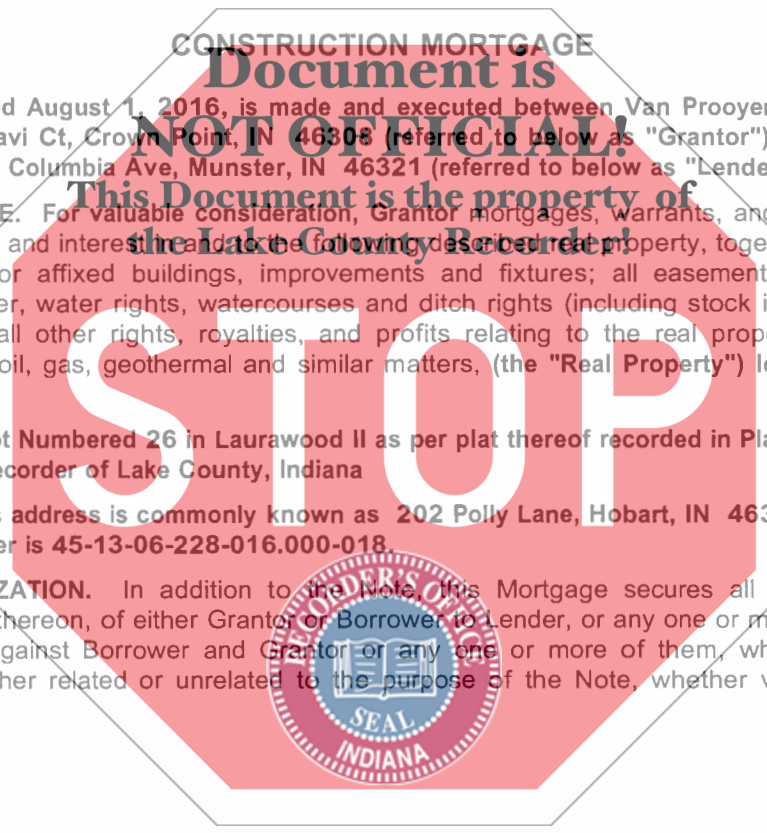 CONSTRUCTION MORTGAGE
Document is
d August 1, 2016, is made and executed between Van Prooye
avi Ct, Crown Point, IN 46308 (referred to below as "Grantor")
NOT OFFICIAL!
Columbia Ave, Munster, IN 46321 (referred to below as "Lende
This Document is the property of
E. For valuable consideration, Grantor mortgages, warrants, and
the Lake County Recorder!
and interest in and to the following described real property, toge
or affixed buildings, improvements and fixtures; all easement
er, water rights, watercourses and ditch rights (including stock i
all other rights, royalties, and profits relating to the real prop
oil, gas, geothermal and similar matters, (the "Real Property") l
STOP
ot Numbered 26 in Laurawood II as per plat thereof recorded in Pla
ecorder of Lake County, Indiana
s address is commonly known as 202 Polly Lane, Hobart, IN 463
er is 45-13-06-228-016.000-018.
ZATION. In addition to the Note, this Mortgage secures all
thereon, of either Grantor or Borrower to Lender, or any one or m
gainst Borrower and Grantor or any one or more of them, wh
her related or unrelated to the purpose of the Note, whether v
RECORDER'S OFFICE
SEAL
INDIANA